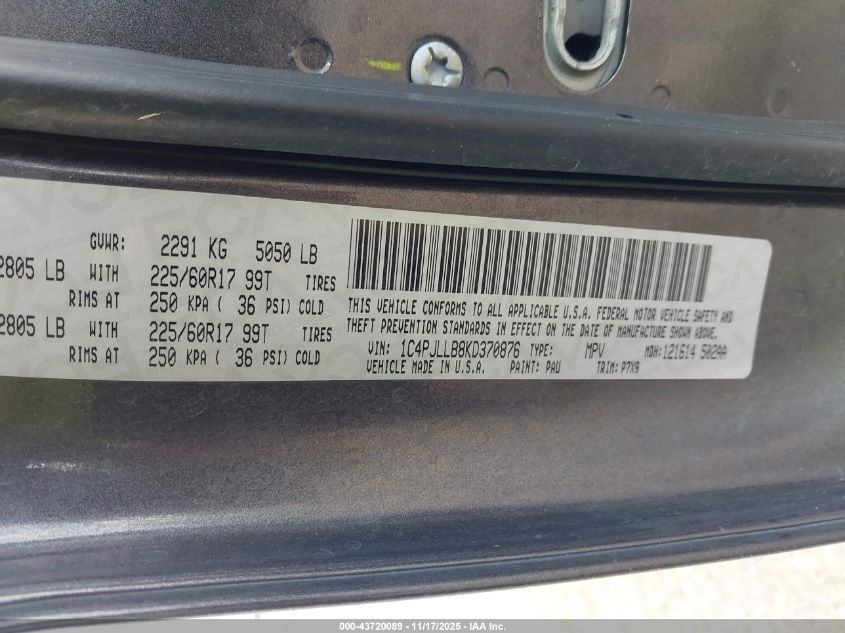 GVWR: 2291 KG 5050 LB
2805 LB WITH 225/60R17 99T TIRES
RIMS AT 250 KPA ( 36 PSI) COLD
2805 LB WITH 225/60R17 99T TIRES
RIMS AT 250 KPA ( 36 PSI) COLD
THIS VEHICLE CONFORMS TO ALL APPLICABLE U.S.A. FEDERAL MOTOR VEHICLE SAFETY AND
THEFT PREVENTION STANDARDS IN EFFECT ON THE DATE OF MANUFACTURE SHOWN ABOVE.
VIN: 1C4PJLLB8KD370876 TYPE: MPV MDH: 121614 502AA
VEHICLE MADE IN U.S.A. PAINT: PAU TRIM: P7X9
000-43720089 - 11/17/2025 - IAA Inc.